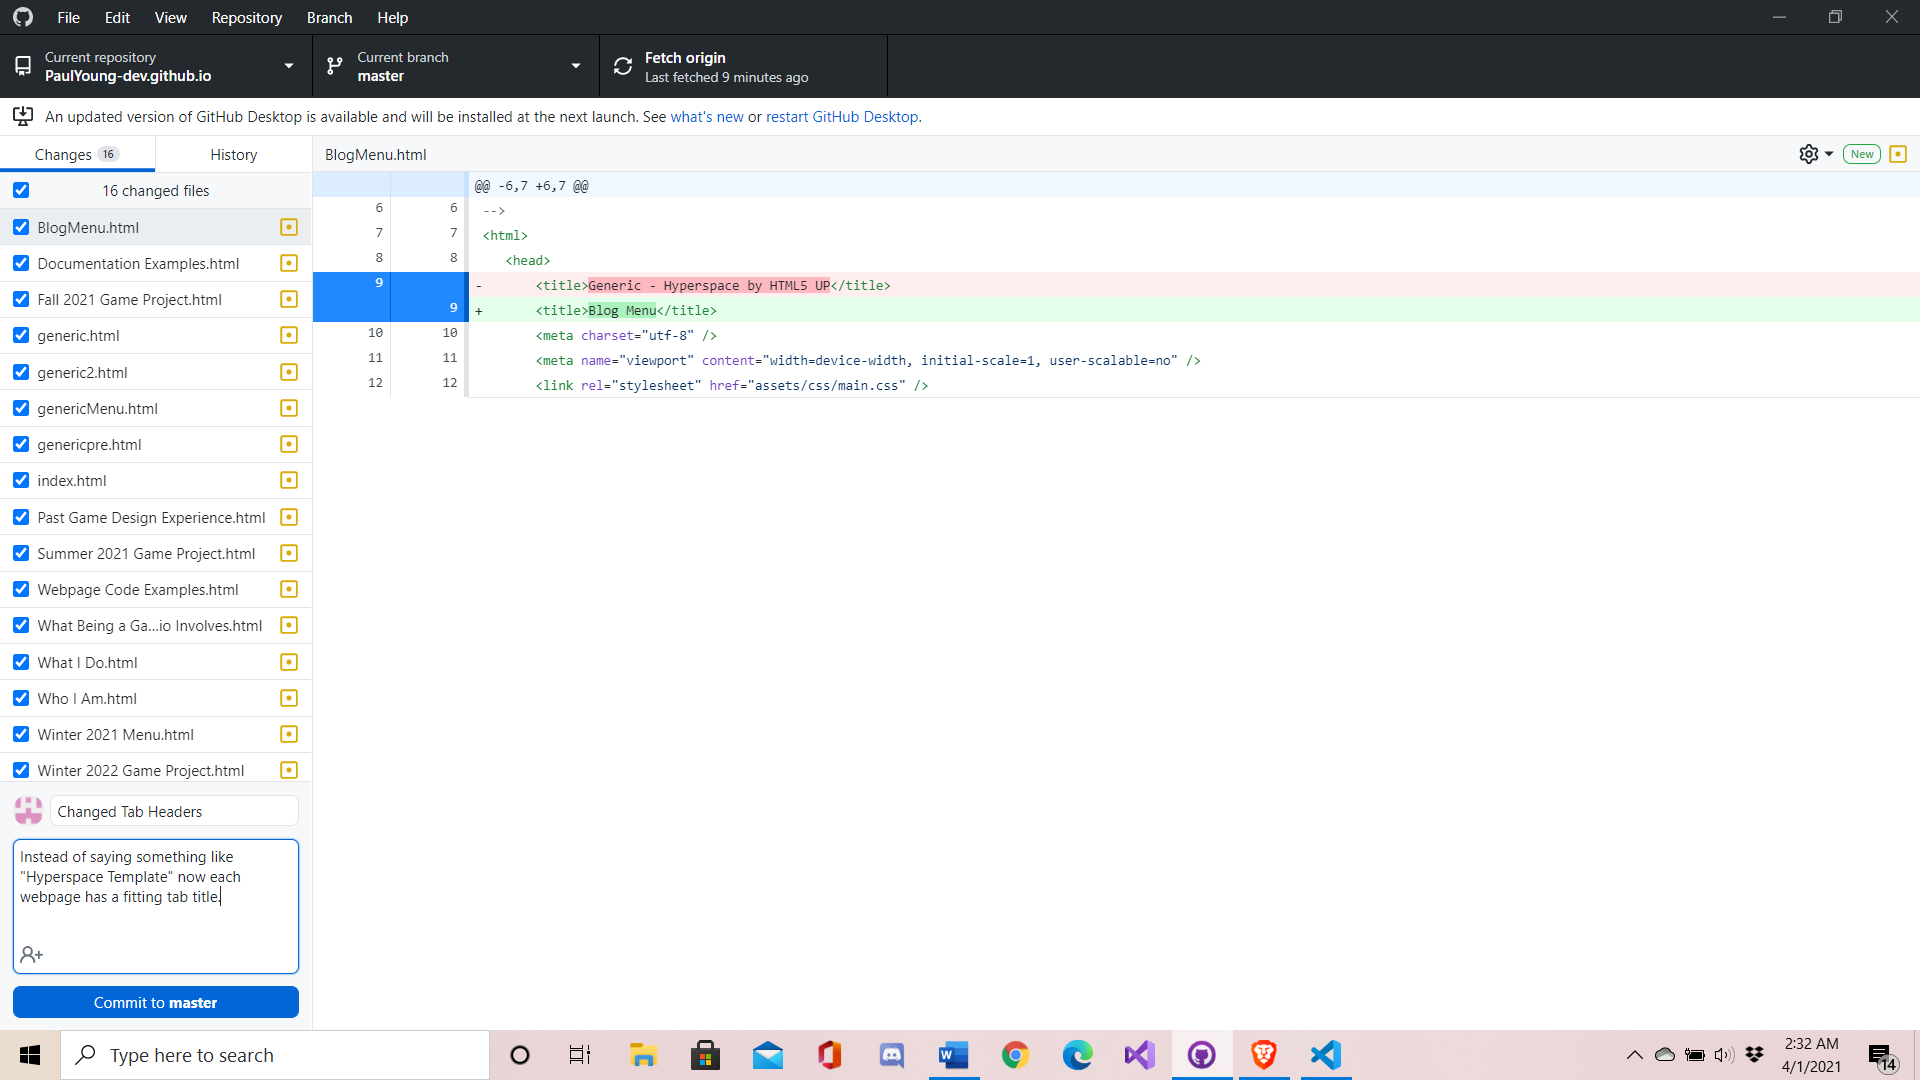 File Edit View Repository Branch Help
Current repository
PaulYoung-dev.github.io
Current branch
master
Fetch origin
Last fetched 9 minutes ago
An updated version of GitHub Desktop is available and will be installed at the next launch. See what's new or restart GitHub Desktop.
Changes 16
History
BlogMenu.html
New
16 changed files
BlogMenu.html
Documentation Examples.html
Fall 2021 Game Project.html
generic.html
generic2.html
genericMenu.html
genericpre.html
index.html
Past Game Design Experience.html
Summer 2021 Game Project.html
Webpage Code Examples.html
What Being a Ga...io Involves.html
What I Do.html
Who I Am.html
Winter 2021 Menu.html
Winter 2022 Game Project.html
@@ -6,7 +6,7 @@
6 6 -->
7 7 <html>
8 8 <head>
9 - <title>Generic - Hyperspace by HTML5 UP</title>
9 + <title>Blog Menu</title>
10 10 <meta charset="utf-8" />
11 11 <meta name="viewport" content="width=device-width, initial-scale=1, user-scalable=no" />
12 12 <link rel="stylesheet" href="assets/css/main.css" />
Changed Tab Headers
Instead of saying something like
"Hyperspace Template" now each
webpage has a fitting tab title.
Commit to master
Type here to search
2:32 AM
4/1/2021
14